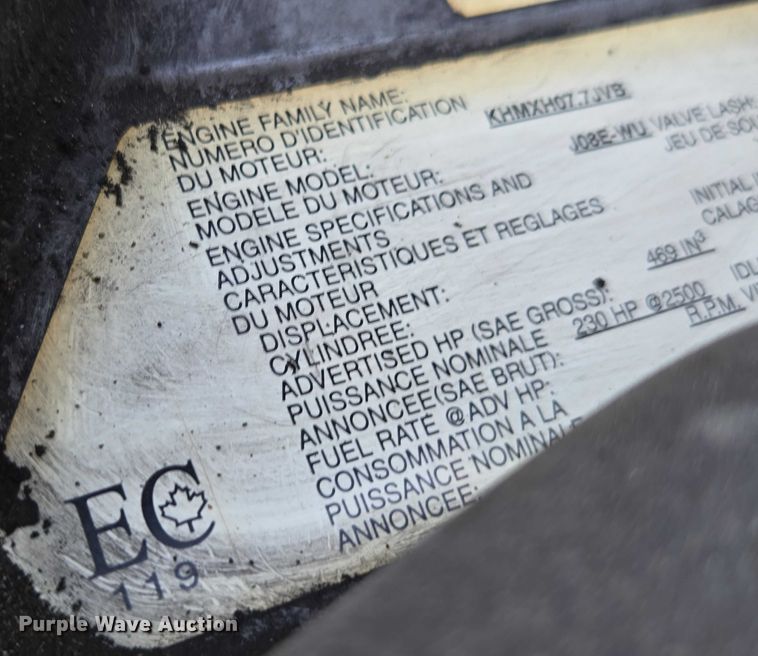 ENGINE FAMILY NAME: KHMXH07.7JVB
NUMERO D'IDENTIFICATION
DU MOTEUR:
ENGINE MODEL: J08E-WU VALVE LASH:
MODELE DU MOTEUR: JEU DE
ENGINE SPECIFICATIONS AND
ADJUSTMENTS INITIAL
CARACTERISTIQUES ET REGLAGES
DU MOTEUR
DISPLACEMENT: 469 IN³
CYLINDREE:
ADVERTISED HP (SAE GROSS): 230 HP @2500
PUISSANCE NOMINALE R.P.M.
ANNONCEE(SAE BRUT):
FUEL RATE @ADV HP:
CONSOMMATION A LA
PUISSANCE NOMINALE
ANNONCEE:
EC
119
Purple Wave Auction